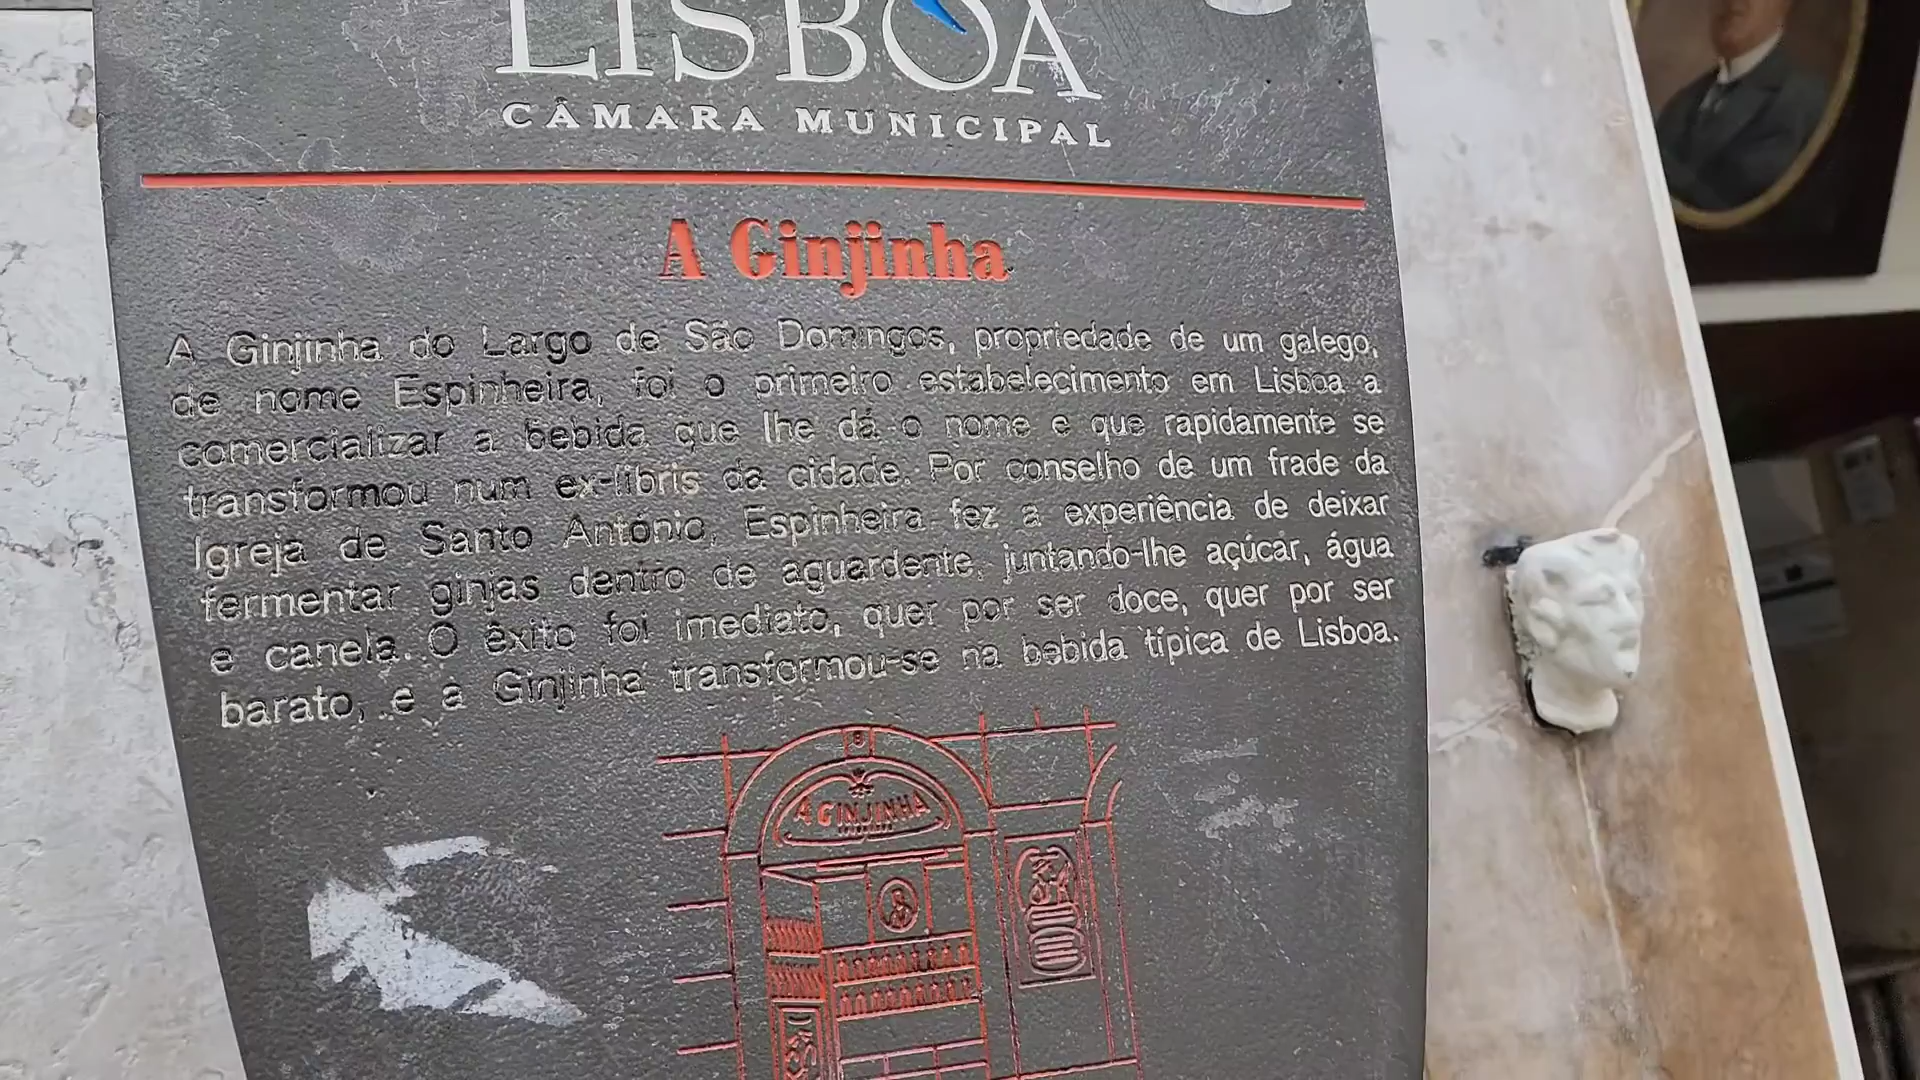 LISBOA
CÂMARA MUNICIPAL
A Ginjinha
A Ginjinha do Largo de São Domingos, propriedade de um galego,
de nome Espinheira, foi o primeiro estabelecimento em Lisboa a
comercializar a bebida que lhe dá o nome e que rapidamente se
transformou num ex-libris da cidade. Por conselho de um frade da
Igreja de Santo António, Espinheira fez a experiência de deixar
fermentar ginjas dentro de aguardente, juntando-lhe açúcar, água
e canela. O êxito foi imediato, quer por ser doce, quer por ser
barato, e a Ginjinha transformou-se na bebida típica de Lisboa.
8
A GINJINHA